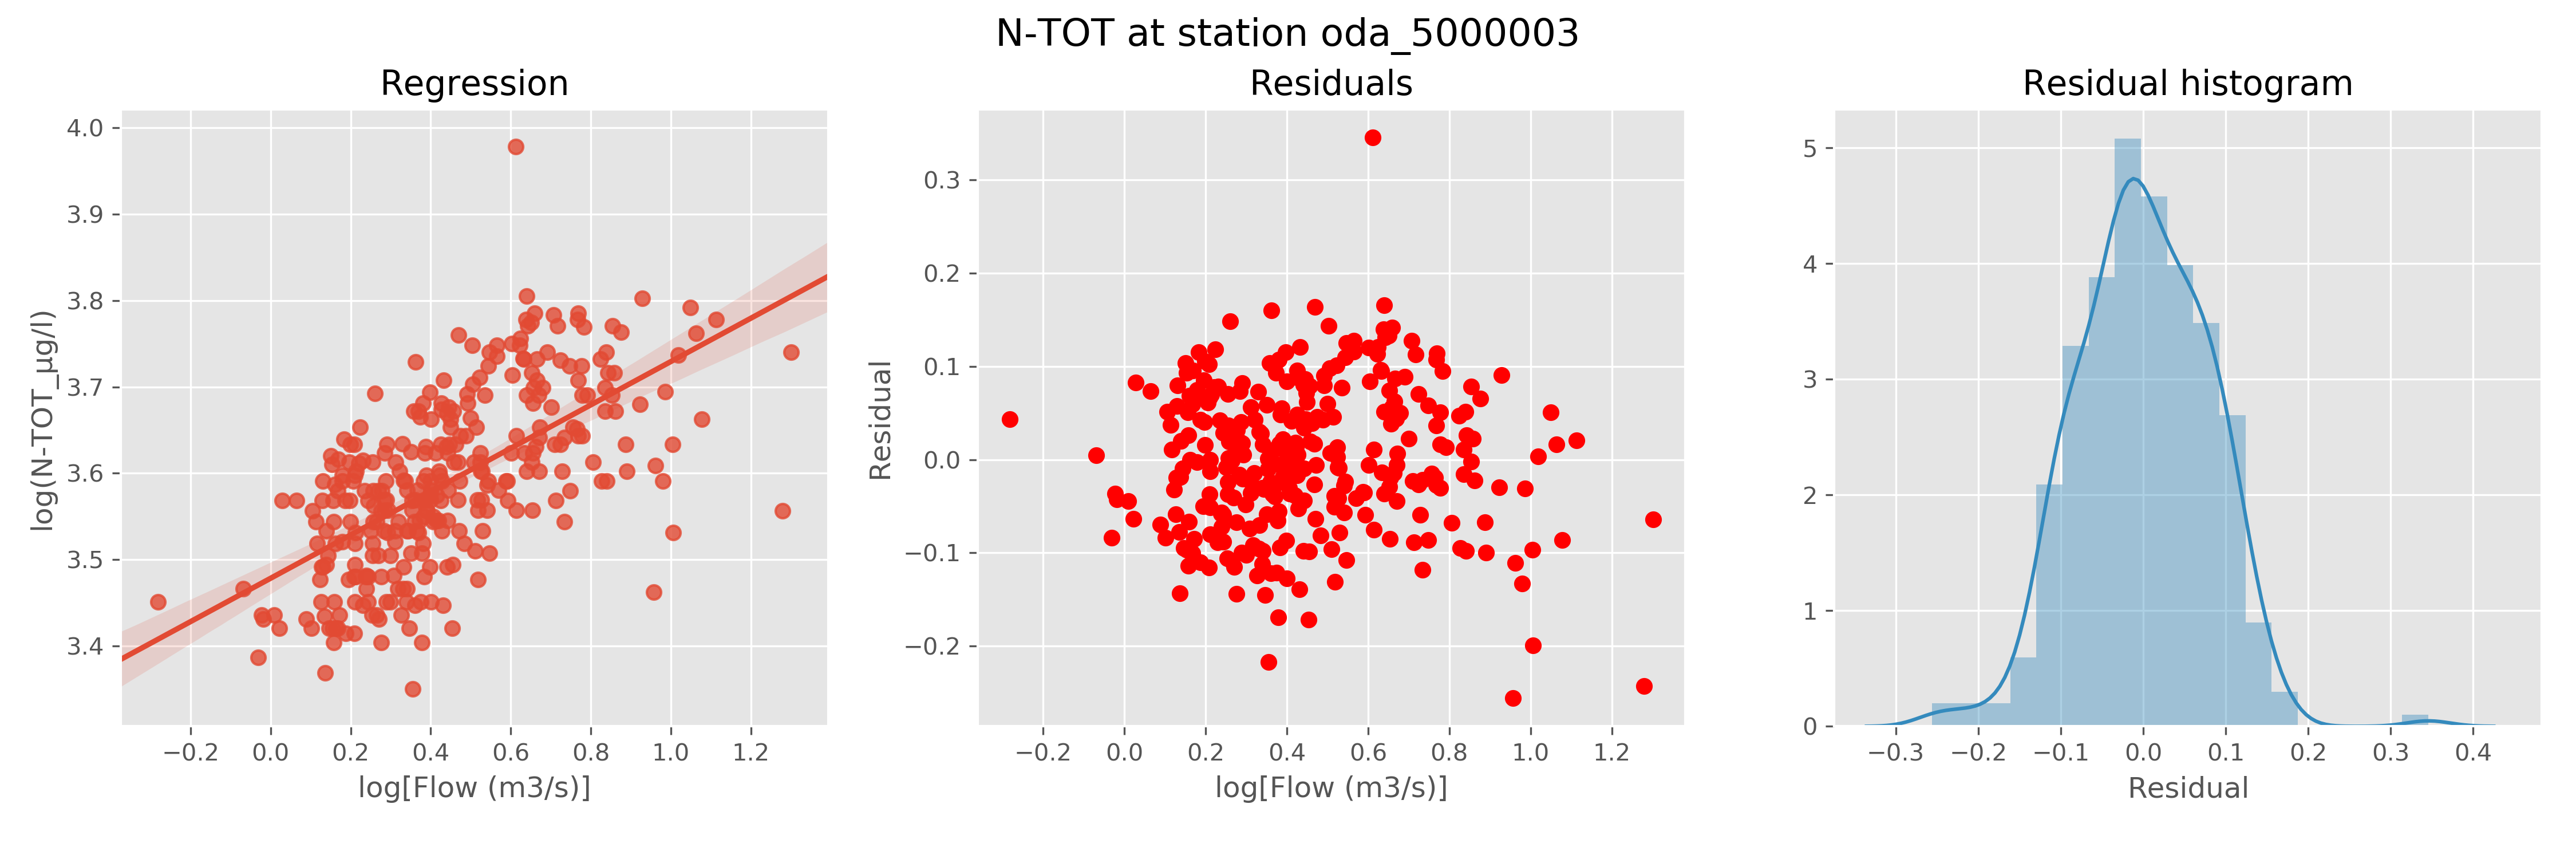 N-TOT at station oda_5000003
Regression
4.0
3.9
3.8
3.7
3.6
3.5
3.4
log(N-TOT_µg/l)
−0.2 0.0 0.2 0.4 0.6 0.8 1.0 1.2
log[Flow (m3/s)]
Residuals
0.3
0.2
0.1
0.0
−0.1
−0.2
Residual
−0.2 0.0 0.2 0.4 0.6 0.8 1.0 1.2
log[Flow (m3/s)]
Residual histogram
5
4
3
2
1
0
−0.3 −0.2 −0.1 0.0 0.1 0.2 0.3 0.4
Residual